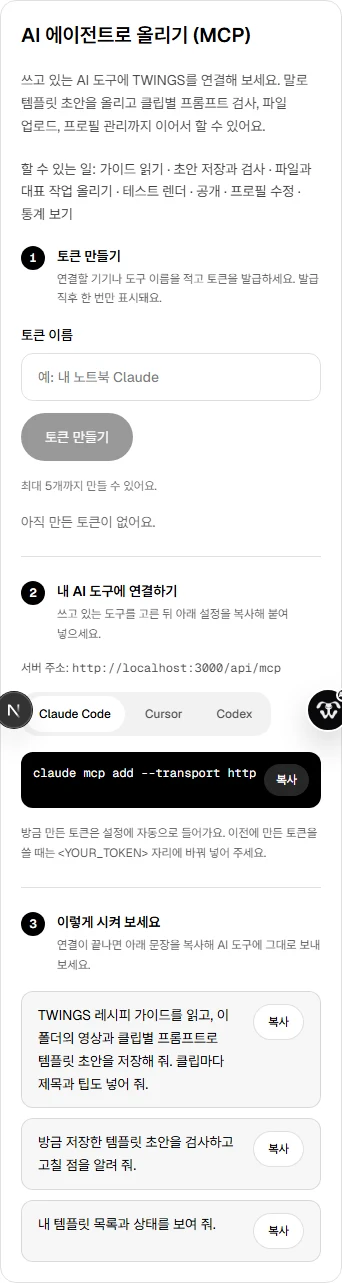 AI 에이전트로 올리기 (MCP)
쓰고 있는 AI 도구에 TWINGS를 연결해 보세요. 말로
템플릿 초안을 올리고 클립별 프롬프트 검사, 파일
업로드, 프로필 관리까지 이어서 할 수 있어요.
할 수 있는 일: 가이드 읽기 · 초안 저장과 검사 · 파일과
대표 작업 올리기 · 테스트 렌더 · 공개 · 프로필 수정 ·
통계 보기
1 토큰 만들기
연결할 기기나 도구 이름을 적고 토큰을 발급하세요. 발급
직후 한 번만 표시돼요.
토큰 이름
예: 내 노트북 Claude
토큰 만들기
최대 5개까지 만들 수 있어요.
아직 만든 토큰이 없어요.
2 내 AI 도구에 연결하기
쓰고 있는 도구를 고른 뒤 아래 설정을 복사해 붙여
넣으세요.
서버 주소: http://localhost:3000/api/mcp
N Claude Code Cursor Codex
claude mcp add --transport http 복사
방금 만든 토큰은 설정에 자동으로 들어가요. 이전에 만든 토큰을
쓸 때는 <YOUR_TOKEN> 자리에 바꿔 넣어 주세요.
3 이렇게 시켜 보세요
연결이 끝나면 아래 문장을 복사해 AI 도구에 그대로 보내
보세요.
TWINGS 레시피 가이드를 읽고, 이 복사
폴더의 영상과 클립별 프롬프트로
템플릿 초안을 저장해 줘. 클립마다
제목과 팁도 넣어 줘.
방금 저장한 템플릿 초안을 검사하고 복사
고칠 점을 알려 줘.
내 템플릿 목록과 상태를 보여 줘. 복사